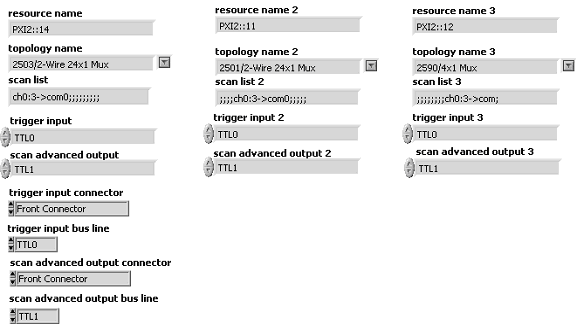 resource name
PXI2::14
topology name
2503/2-Wire 24x1 Mux
scan list
ch0:3->com0;;;;;;;;;
trigger input
TTL0
scan advanced output
TTL1
trigger input connector
Front Connector
trigger input bus line
TTL0
scan advanced output connector
Front Connector
scan advanced output bus line
TTL1
resource name 2
PXI2::11
topology name 2
2501/2-Wire 24x1 Mux
scan list 2
;;;;ch0:3->com0;;;;;
trigger input 2
TTL0
scan advanced output 2
TTL1
resource name 3
PXI2::12
topology name 3
2590/4x1 Mux
scan list 3
;;;;;;;;ch0:3->com;
trigger input 3
TTL0
scan advanced output 3
TTL1